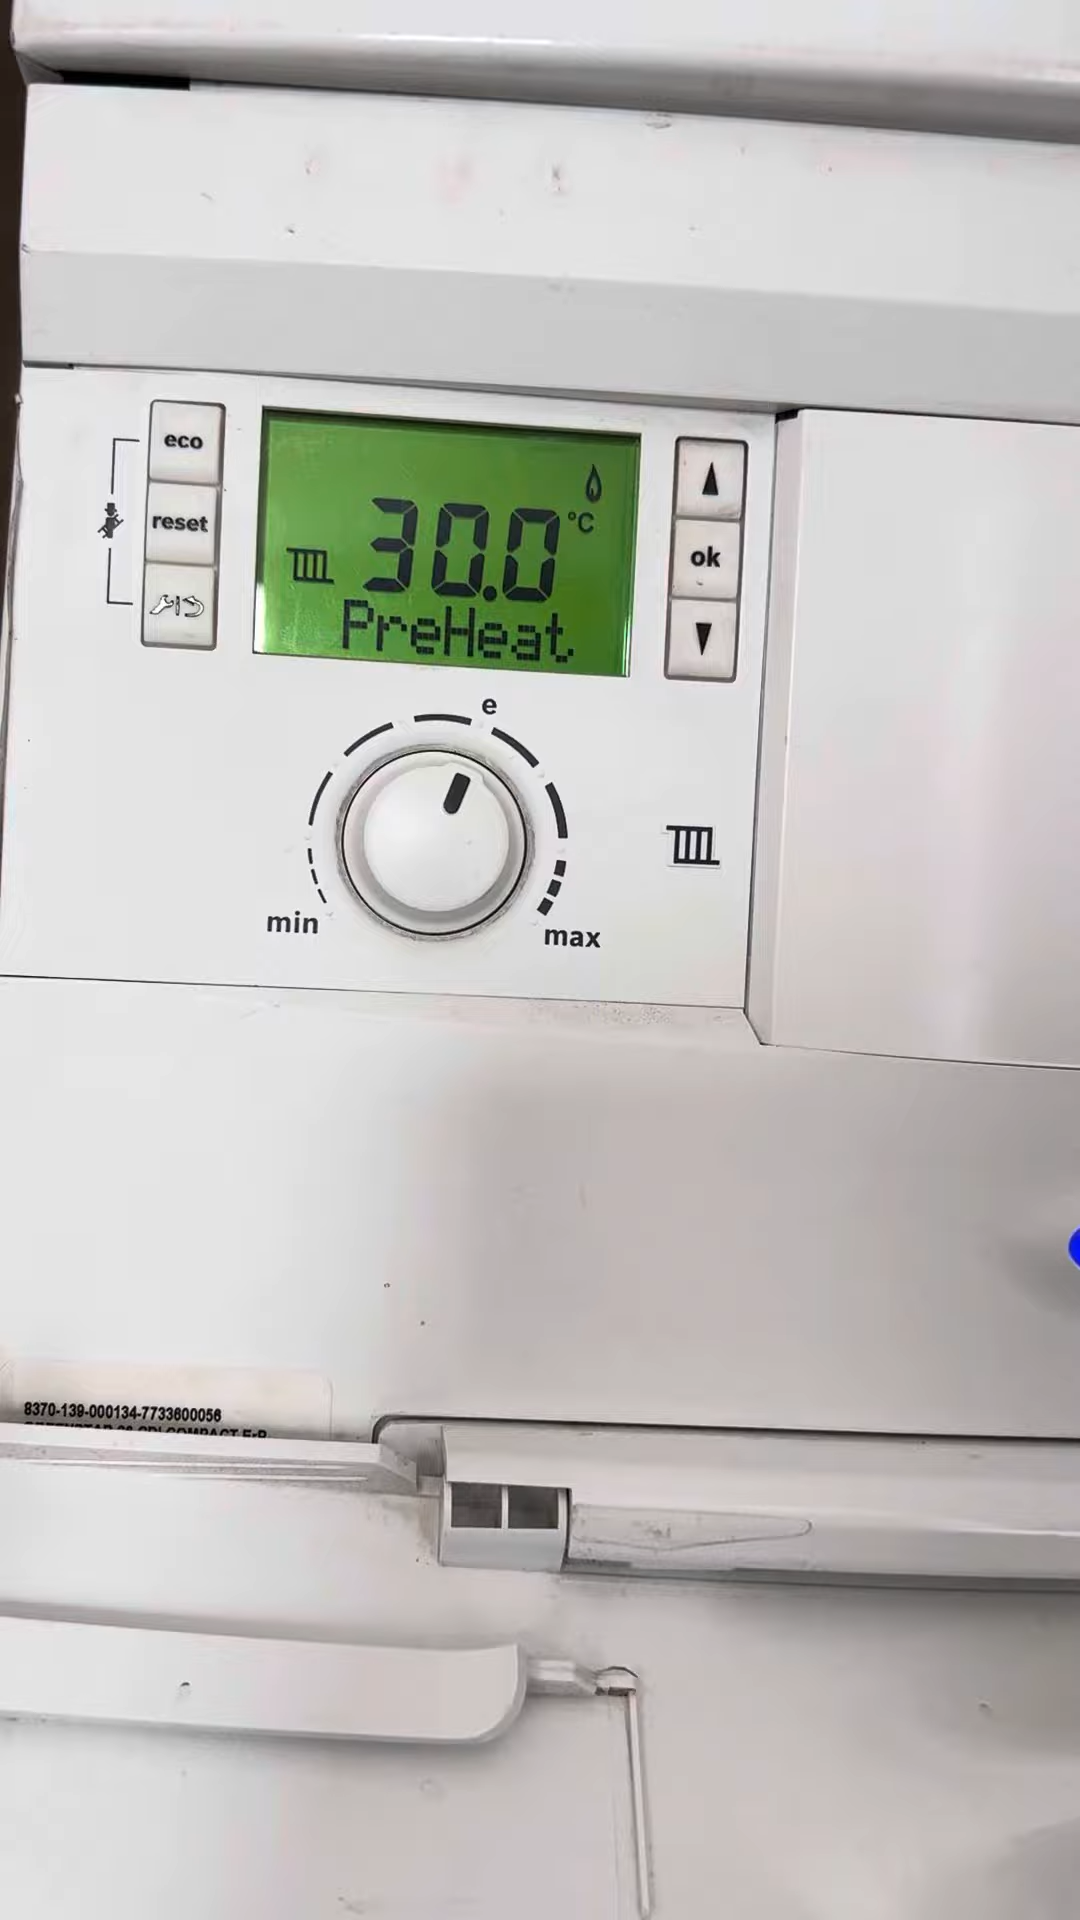 eco
reset
30.0 °C
PreHeat
ok
e
min
max
8370-139-000134-7733600056